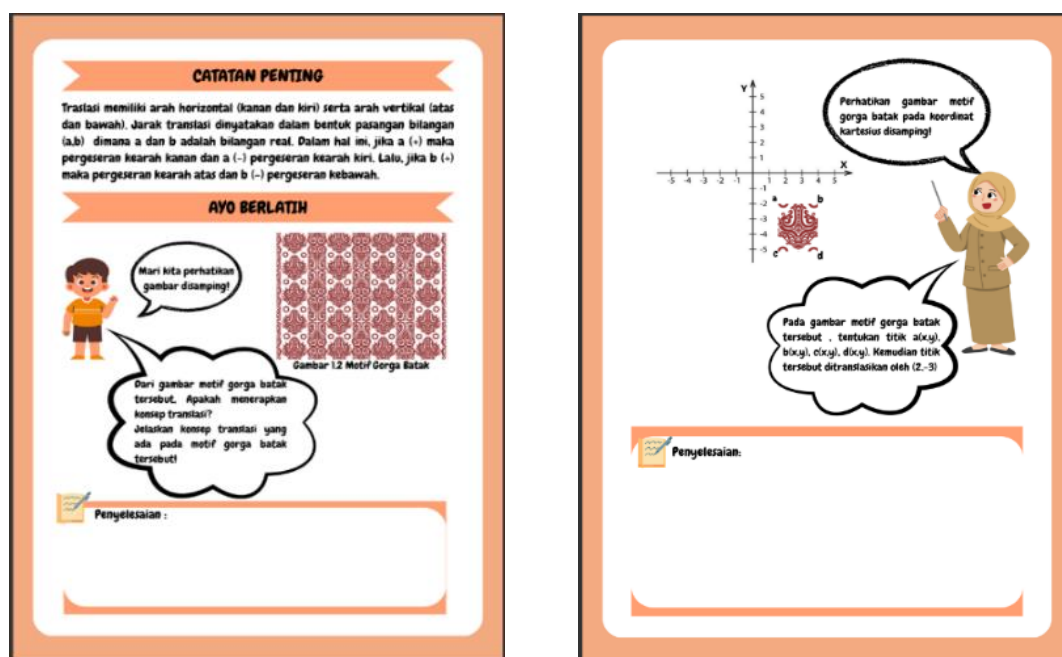 CATATAN PENTING
Traslasi memiliki arah horizontal (kanan dan kiri) serta arah vertikal (atas
dan bawah). Jarak translasi dinyatakan dalam bentuk pasangan bilangan
(a,b) dimana a dan b adalah bilangan real. Dalam hal ini, jika a (+) maka
pergeseran kearah kanan dan a (-) pergeseran kearah kiri. Lalu, jika b (+)
maka pergeseran kearah atas dan b (-) pergeseran kebawah.
AYO BERLATIH
Mari kita perhatikan
gambar disamping!
Gambar 1.2 Motif Gorga Batak
Dari gambar motif gorga batak
tersebut. Apakah menerapkan
konsep translasi?
Jelaskan konsep translasi yang
ada pada motif gorga batak
tersebut!
Penyelesaian :
Perhatikan gambar motif
gorga batak pada koordinat
kartesius disamping!
Y
5
4
3
2
1
X
-5 -4 -3 -2 -1 1 2 3 4 5
-1
-2
-3
-4
-5
a b
c d
Pada gambar motif gorga batak
tersebut , tentukan titik a(x,y),
b(x,y), c(x,y), d(x,y). Kemudian titik
tersebut ditranslasikan oleh (2,-3)
Penyelesaian: